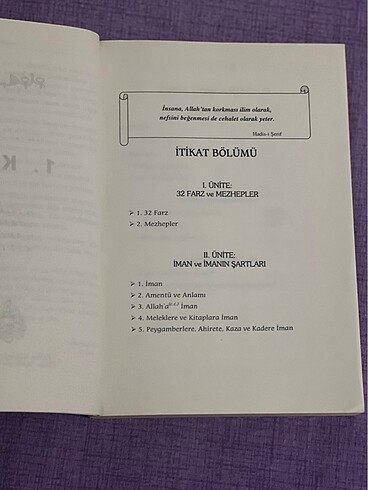 İnsana, Allah'tan korkması ilim olarak,
nefsini beğenmesi de cehalet olarak yeter.
Hadis-i Şerif
İTİKAT BÖLÜMÜ
I. ÜNİTE:
32 FARZ ve MEZHEPLER
➢ 1. 32 Farz
➢ 2. Mezhepler
II. ÜNİTE:
İMAN ve İMANIN ŞARTLARI
➢ 1. İman
➢ 2. Amentü ve Anlamı
➢ 3. Allah'a c.c İman
➢ 4. Meleklere ve Kitaplara İman
➢ 5. Peygamberlere, Ahirete, Kaza ve Kadere İman
1. K